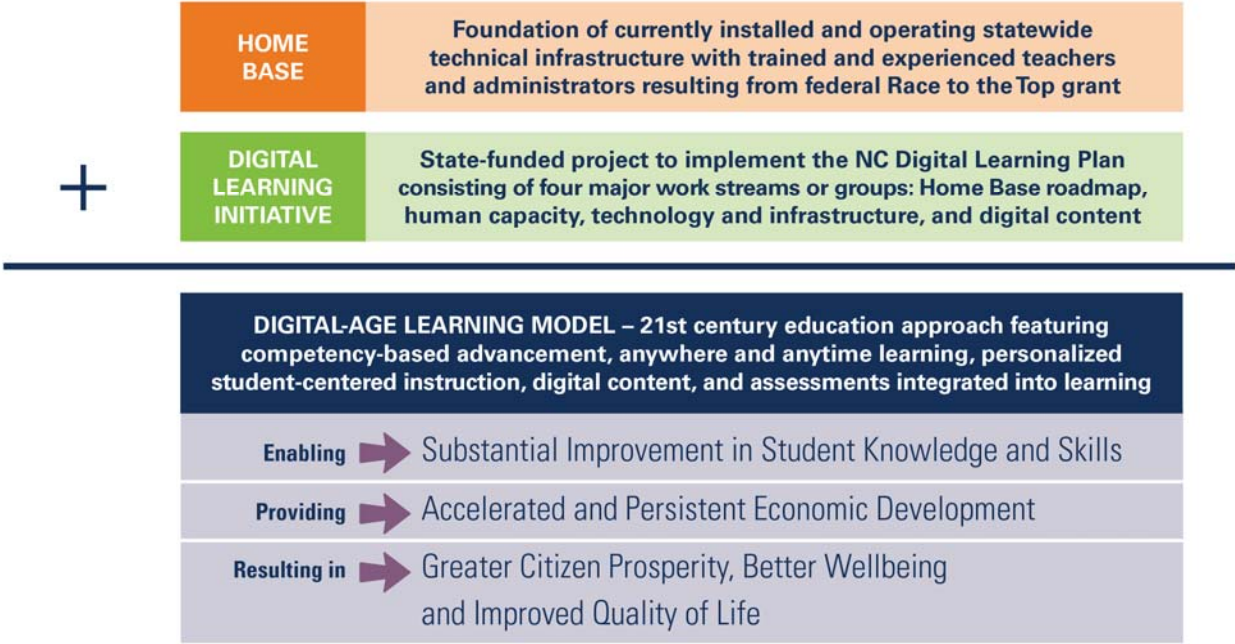 HOME
BASE
Foundation of currently installed and operating statewide
technical infrastructure with trained and experienced teachers
and administrators resulting from federal Race to the Top grant
+
DIGITAL
LEARNING
INITIATIVE
State-funded project to implement the NC Digital Learning Plan
consisting of four major work streams or groups: Home Base roadmap,
human capacity, technology and infrastructure, and digital content
DIGITAL-AGE LEARNING MODEL – 21st century education approach featuring
competency-based advancement, anywhere and anytime learning, personalized
student-centered instruction, digital content, and assessments integrated into learning
Enabling Substantial Improvement in Student Knowledge and Skills
Providing Accelerated and Persistent Economic Development
Resulting in Greater Citizen Prosperity, Better Wellbeing
and Improved Quality of Life